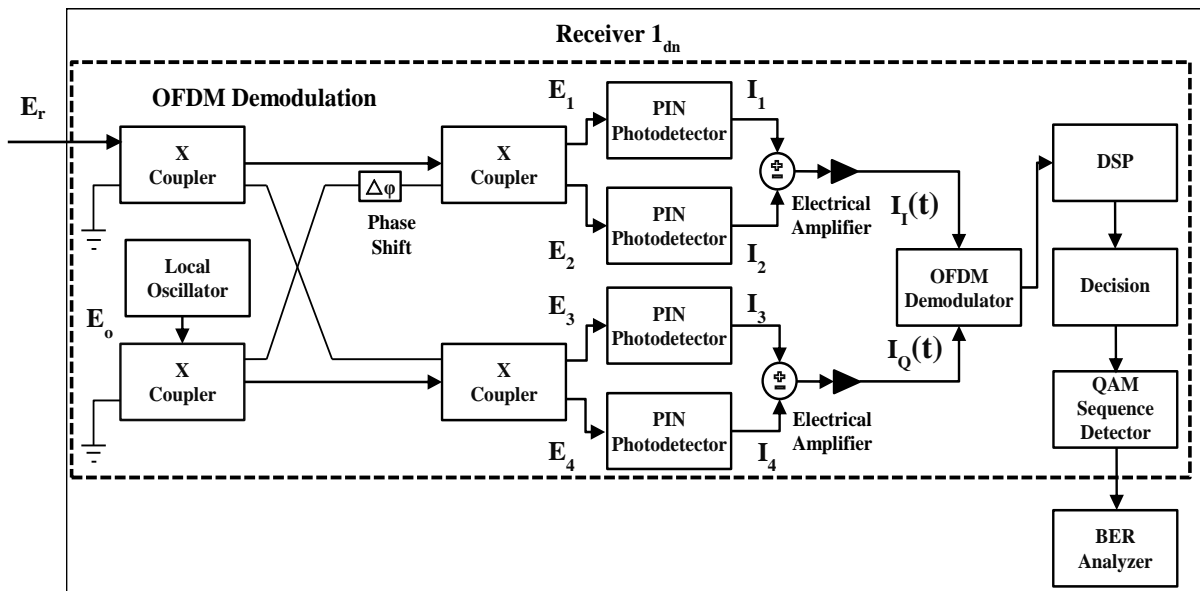 Receiver 1dn
OFDM Demodulation
Er
X
Coupler
X
Coupler
Δφ
Phase
Shift
E1
E2
PIN
Photodetector
PIN
Photodetector
I1
I2
+
-
Electrical
Amplifier
II(t)
DSP
Local
Oscillator
Eo
X
Coupler
X
Coupler
E3
E4
PIN
Photodetector
PIN
Photodetector
I3
I4
+
-
Electrical
Amplifier
IQ(t)
OFDM
Demodulator
Decision
QAM
Sequence
Detector
BER
Analyzer